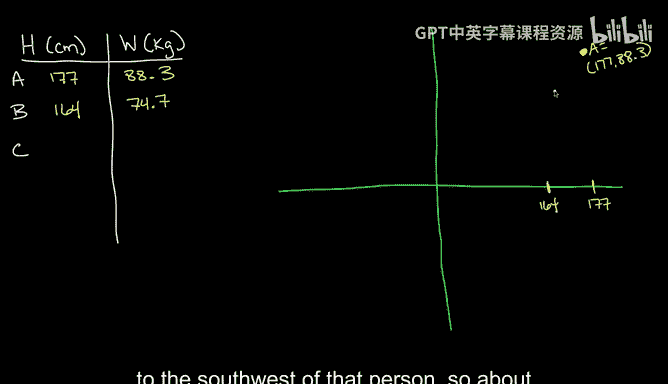 GPT中英字幕课程资源 bilibili
H (cm) W (Kg)
A 177 88.3
B 164 74.7
C
A=
(177,88.3)
164 177
to the southwest of that person, so about